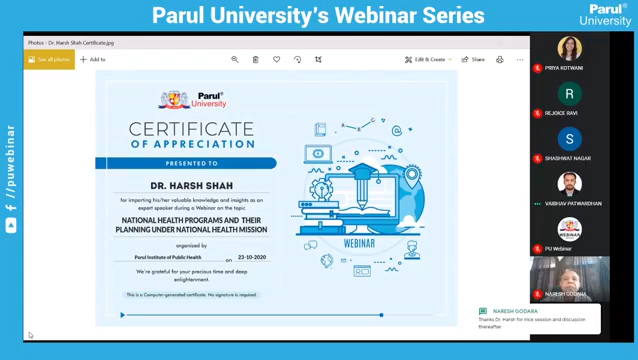 Parul University's Webinar Series
Parul®
University
Photos - Dr. Harsh Shah Certificate.jpg
See all photos
Add to
Edit & Create
Share
Parul®
University
CERTIFICATE
OF APPRECIATION
PRESENTED TO
DR. HARSH SHAH
for imparting his/her valuable knowledge and insights as an
expert speaker during a Webinar on the topic
NATIONAL HEALTH PROGRAMS AND THEIR
PLANNING UNDER NATIONAL HEALTH MISSION
organized by
Parul Institute of Public Health on 23-10-2020
We're grateful for your precious time and deep
enlightenment.
This is a Computer-generated certificate. No signature is required.
A
B
C
@
WEBINAR
PRIYA KOTWANI
R
REJOICE RAVI
S
SHASHWAT NAGAR
VAIBHAV PATWARDHAN
WEBINAR
PU Webinar
NARESH GODARA
NARESH GODARA
Thanks Dr. Harsh for nice session and discussion
thereafter
/puwebinar